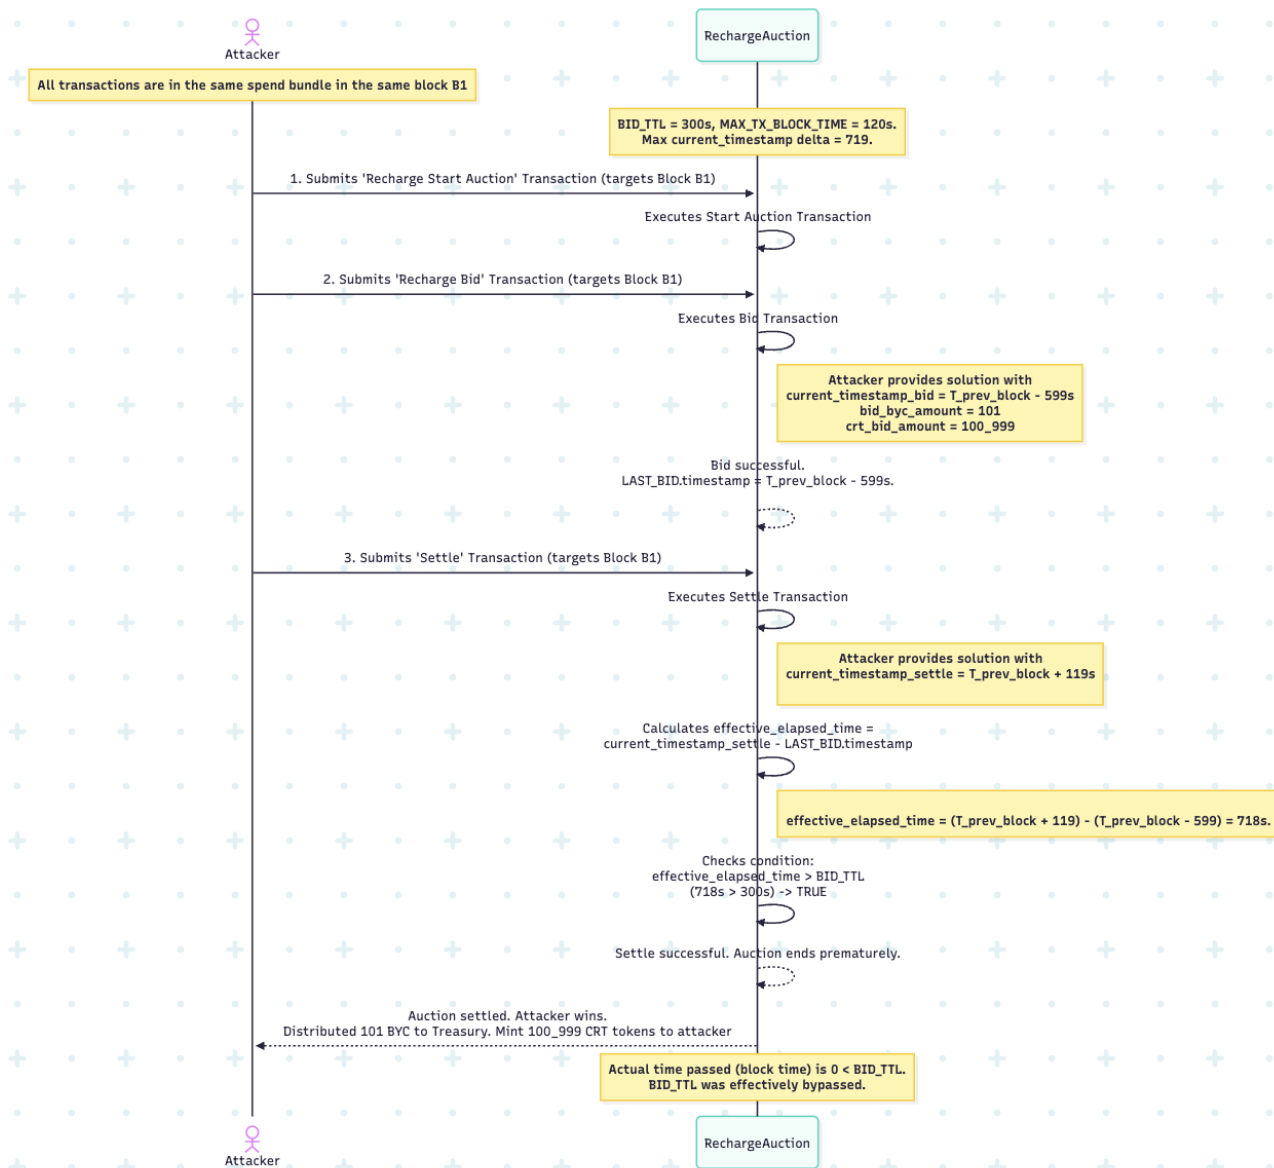 Attacker
RechargeAuction
All transactions are in the same spend bundle in the same block B1
BID_TTL = 300s, MAX_TX_BLOCK_TIME = 120s.
Max current_timestamp delta = 719.
1. Submits 'Recharge Start Auction' Transaction (targets Block B1)
Executes Start Auction Transaction
2. Submits 'Recharge Bid' Transaction (targets Block B1)
Executes Bid Transaction
Attacker provides solution with
current_timestamp_bid = T_prev_block - 599s
bid_byc_amount = 101
crt_bid_amount = 100_999
Bid successful.
LAST_BID.timestamp = T_prev_block - 599s.
3. Submits 'Settle' Transaction (targets Block B1)
Executes Settle Transaction
Attacker provides solution with
current_timestamp_settle = T_prev_block + 119s
Calculates effective_elapsed_time =
current_timestamp_settle - LAST_BID.timestamp
effective_elapsed_time = (T_prev_block + 119) - (T_prev_block - 599) = 718s.
Checks condition:
effective_elapsed_time > BID_TTL
(718s > 300s) -> TRUE
Settle successful. Auction ends prematurely.
Auction settled. Attacker wins.
Distributed 101 BYC to Treasury. Mint 100_999 CRT tokens to attacker
Actual time passed (block time) is 0 < BID_TTL.
BID_TTL was effectively bypassed.
Attacker
RechargeAuction